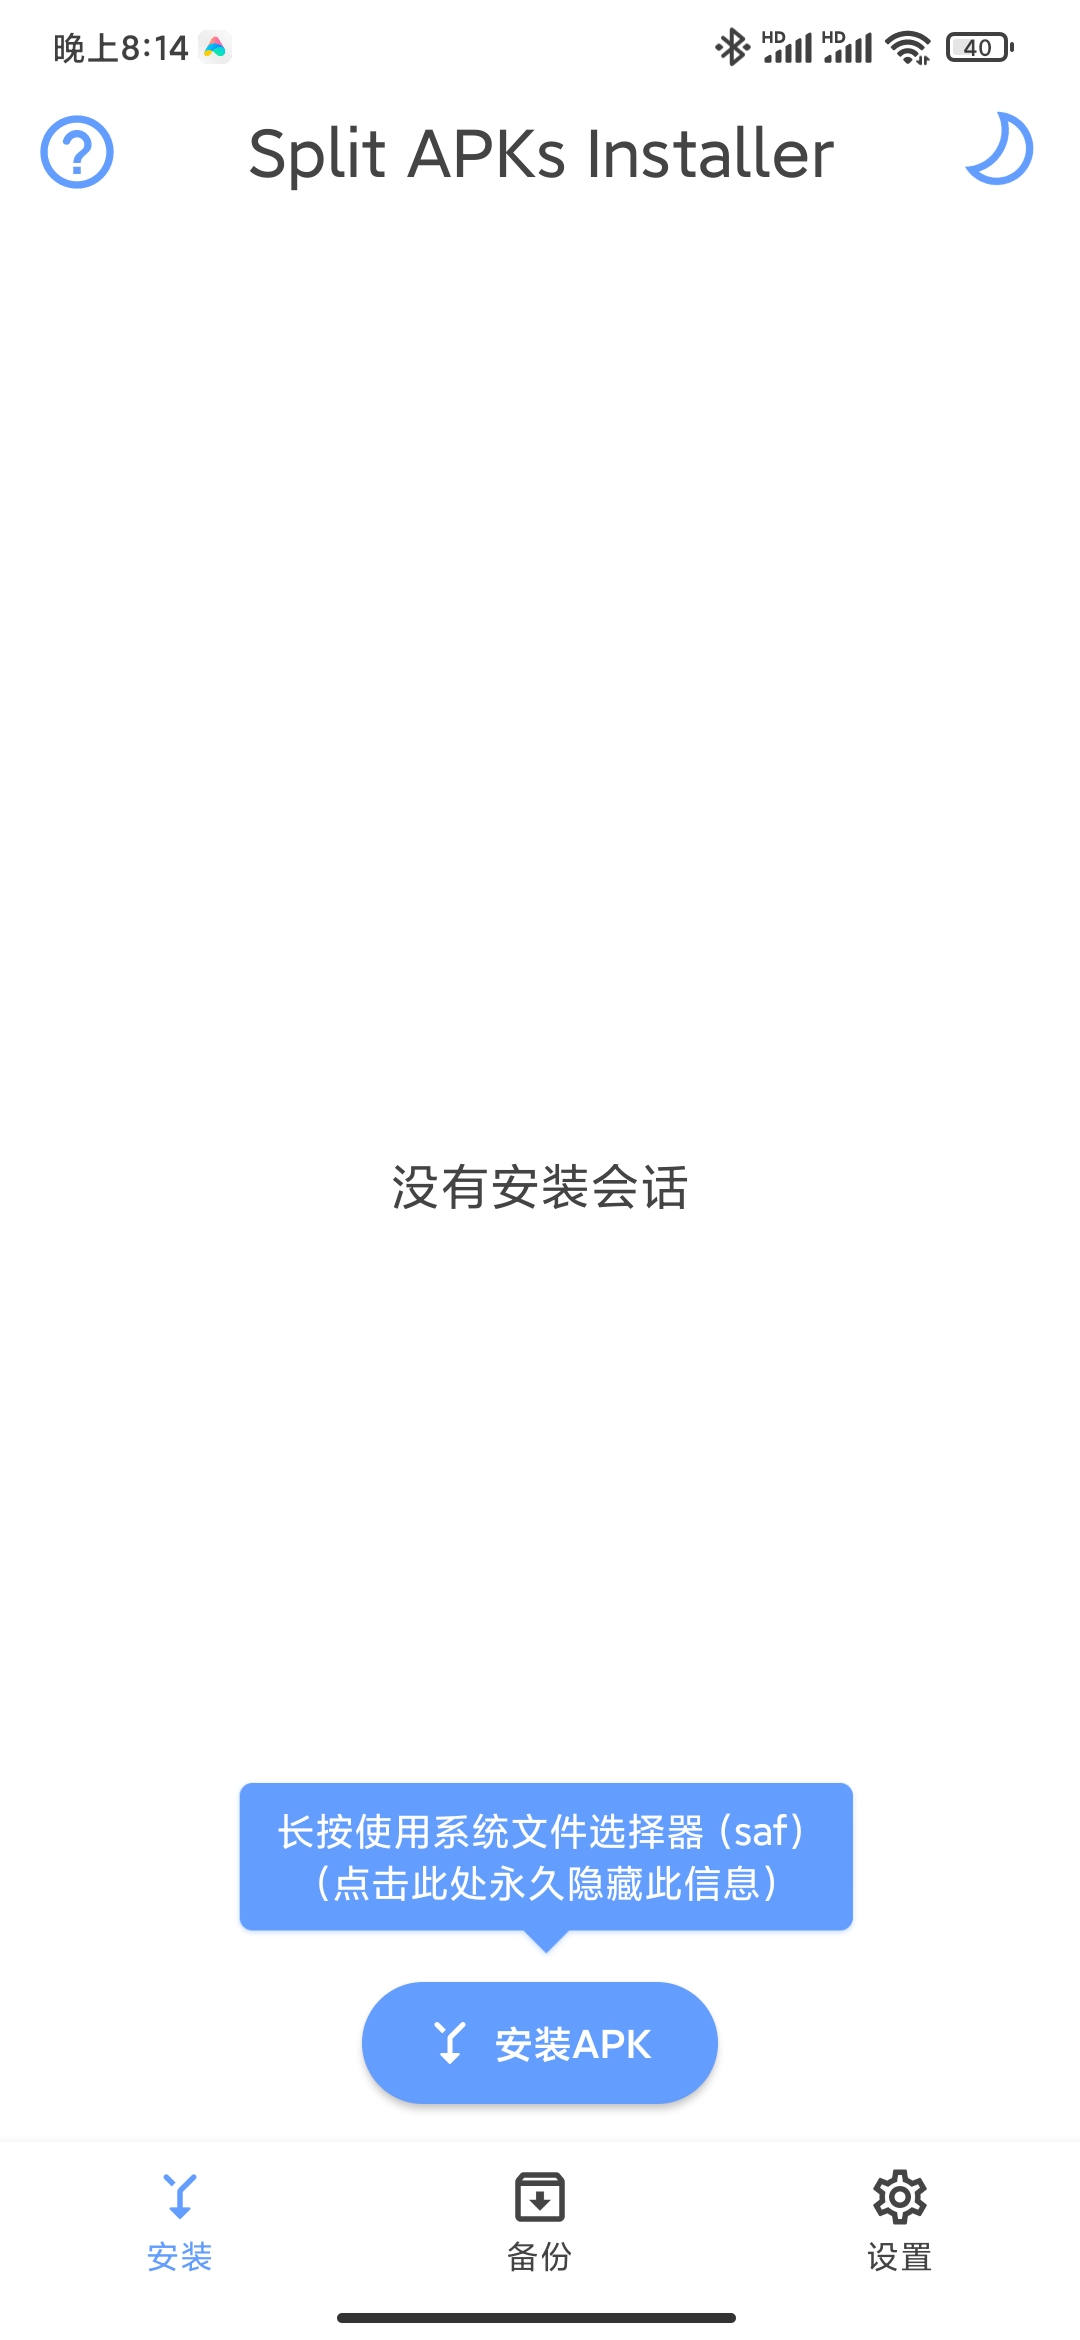 晚上8:14
HD HD 40
Split APKs Installer
没有安装会话
长按使用系统文件选择器 (saf)
（点击此处永久隐藏此信息）
安装APK
安装 备份 设置